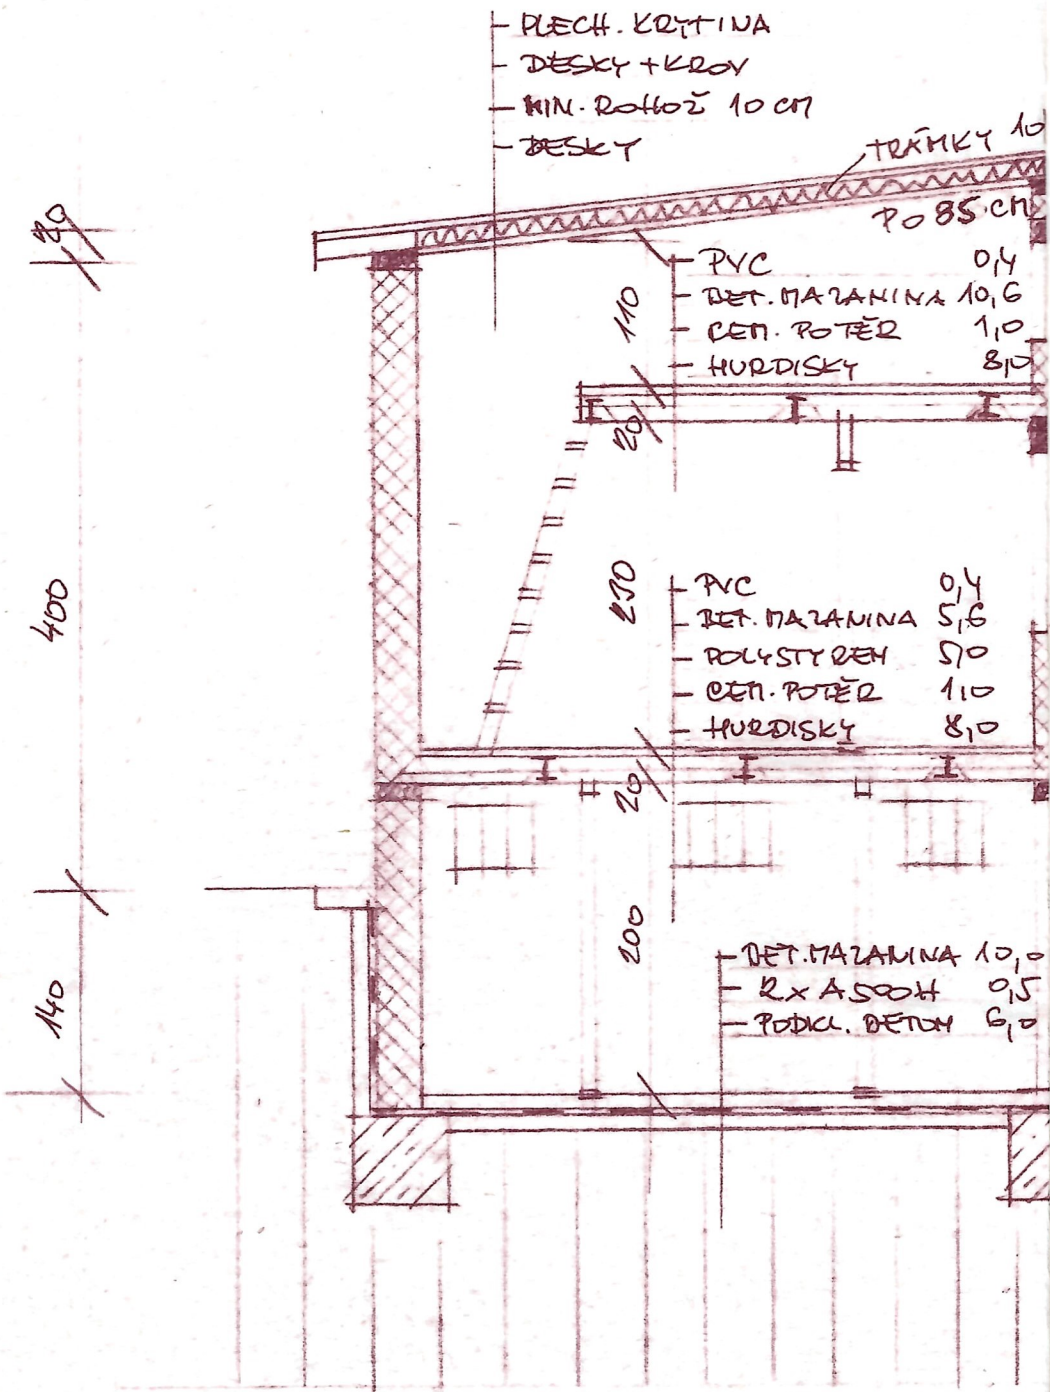 PLECH. KRYTINA
DESKY + KROV
MIN. ROHOŽ 10 CM
DESKY
TRÁMKY 10
PO 85 CM
20
PVC 0,4
BET. MAZANINA 10,6
CEM. POTĚR 1,0
HURDISKY 8,0
110
20
400
230
PVC 0,4
BET. MAZANINA 5,6
POLYSTYREN 5,0
CEM. POTĚR 1,0
HURDISKY 8,0
20
200
140
BET. MAZANINA 10,0
2x A500H 0,5
PODKL. BETON 6,0